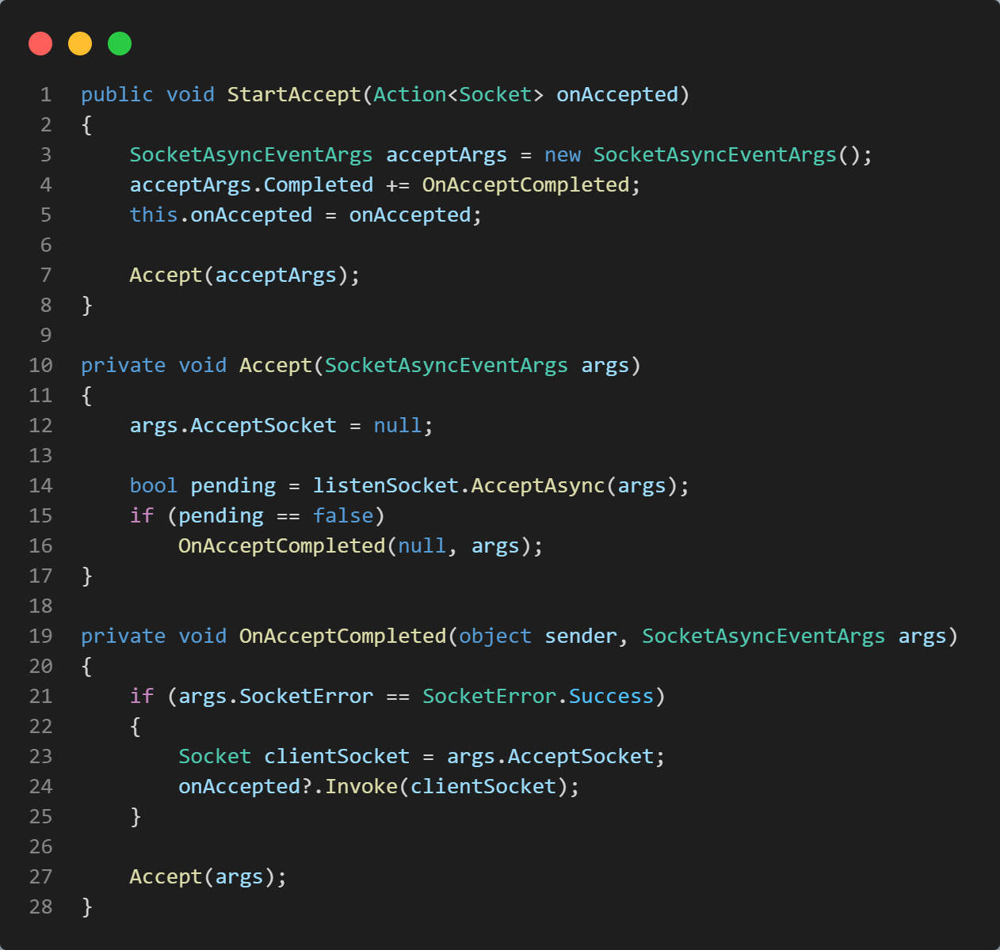 1 public void StartAccept(Action<Socket> onAccepted)
2 {
3     SocketAsyncEventArgs acceptArgs = new SocketAsyncEventArgs();
4     acceptArgs.Completed += OnAcceptCompleted;
5     this.onAccepted = onAccepted;
6
7     Accept(acceptArgs);
8 }
9
10 private void Accept(SocketAsyncEventArgs args)
11 {
12     args.AcceptSocket = null;
13
14     bool pending = listenSocket.AcceptAsync(args);
15     if (pending == false)
16         OnAcceptCompleted(null, args);
17 }
18
19 private void OnAcceptCompleted(object sender, SocketAsyncEventArgs args)
20 {
21     if (args.SocketError == SocketError.Success)
22     {
23         Socket clientSocket = args.AcceptSocket;
24         onAccepted?.Invoke(clientSocket);
25     }
26
27     Accept(args);
28 }